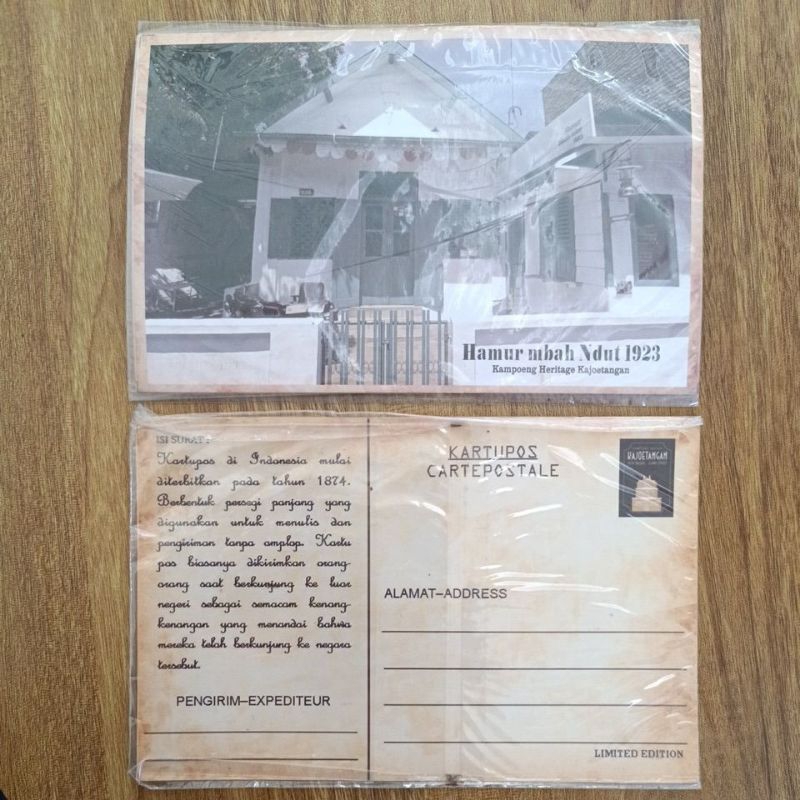 Hamur mbah Ndut 1923
Kampoeng Heritage Kajoetangan
ISI SURAT :
Kartupos di Indonesia mulai
diterbitkan pada tahun 1874.
Berbentuk persegi panjang yang
digunakan untuk menulis dan
pengiriman tanpa amplop. Kartu
pos biasanya dikirimkan orang-
orang saat berkunjung ke luar
negeri sebagai semacam kenang-
kenangan yang menandai bahwa
mereka telah berkunjung ke negara
tersebut.
PENGIRIM–EXPEDITEUR
KARTUPOS
CARTEPOSTALE
KAJOETANGAN
ALAMAT–ADDRESS
LIMITED EDITION